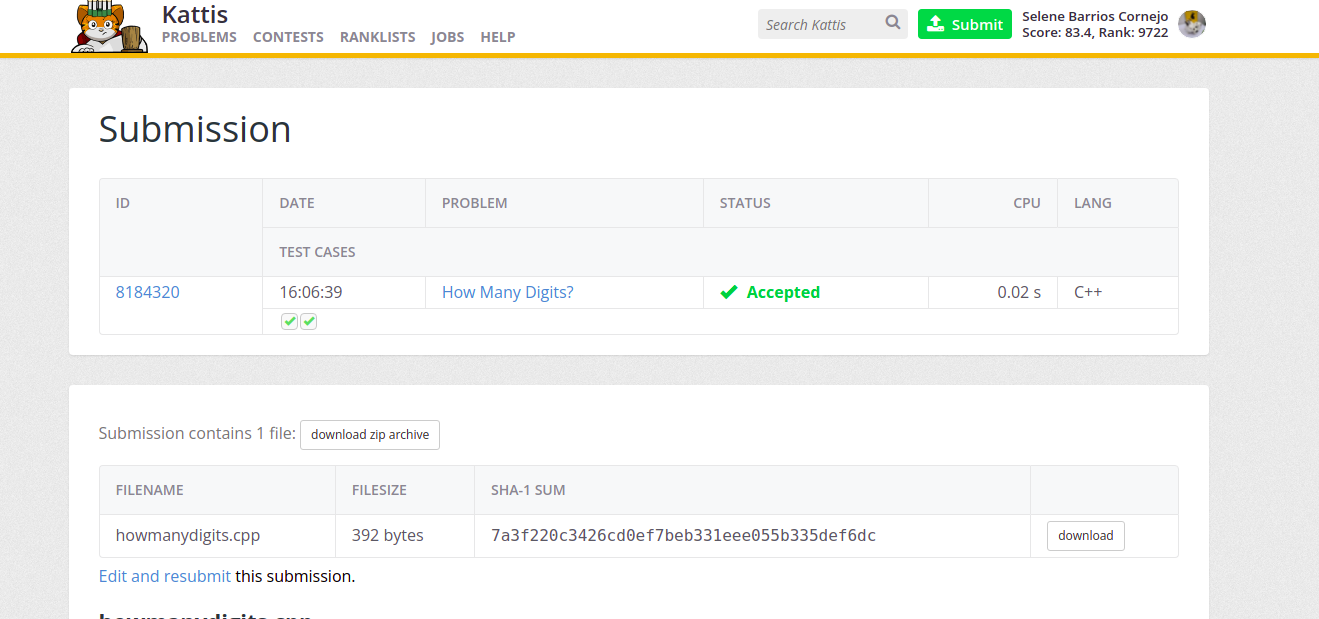 Kattis
PROBLEMS CONTESTS RANKLISTS JOBS HELP
Search Kattis
Submit
Selene Barrios Cornejo
Score: 83.4, Rank: 9722
Submission
ID DATE PROBLEM STATUS CPU LANG
TEST CASES
8184320 16:06:39 How Many Digits? Accepted 0.02 s C++
Submission contains 1 file: download zip archive
FILENAME FILESIZE SHA-1 SUM
howmanydigits.cpp 392 bytes 7a3f220c3426cd0ef7beb331eee055b335def6dc download
Edit and resubmit this submission.
howmanydigits.cpp